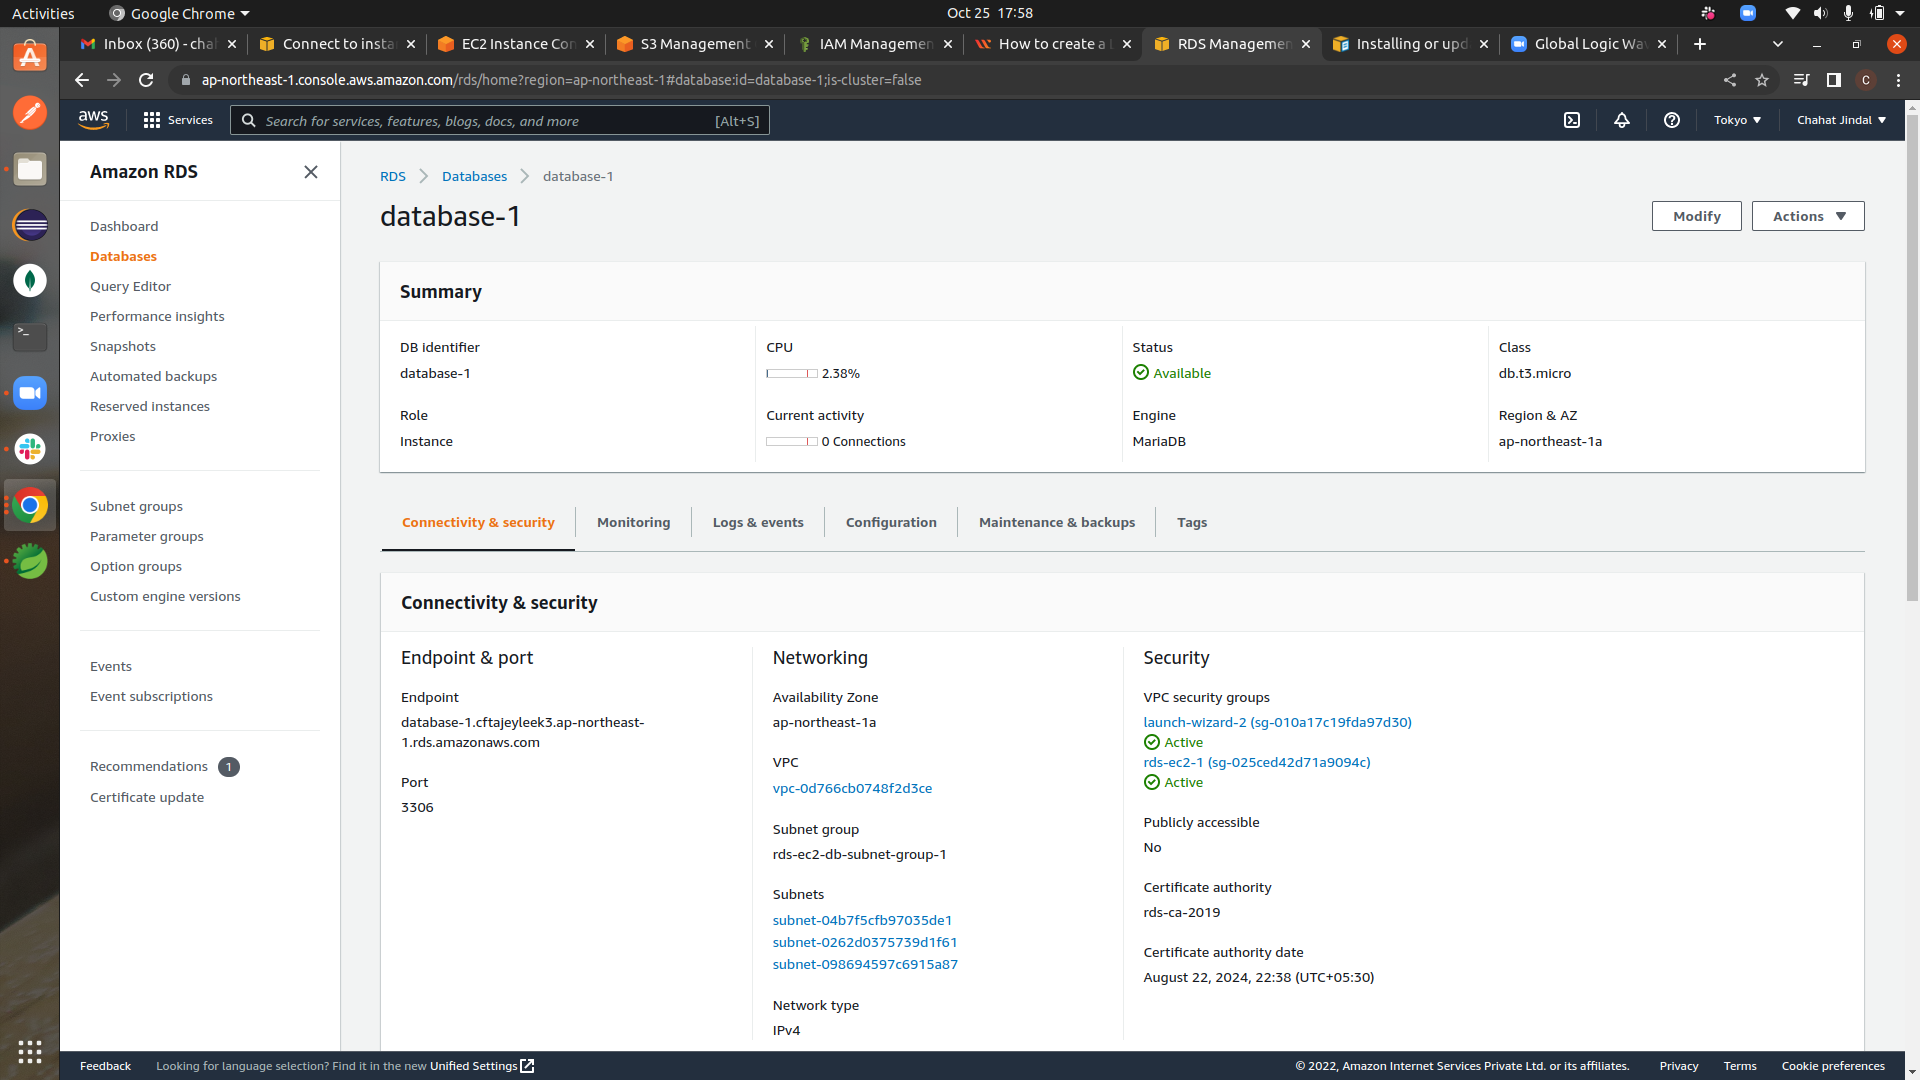 Activities
Google Chrome
Oct 25 17:58
Inbox (360) - cha
Connect to insta
EC2 Instance Con
S3 Management
IAM Managemen
How to create a
RDS Managemen
Installing or upd
Global Logic Wav
ap-northeast-1.console.aws.amazon.com/rds/home?region=ap-northeast-1#database:id=database-1;is-cluster=false
C
aws
Services
Search for services, features, blogs, docs, and more
[Alt+S]
Tokyo
Chahat Jindal
Amazon RDS
Dashboard
Databases
Query Editor
Performance insights
Snapshots
Automated backups
Reserved instances
Proxies
Subnet groups
Parameter groups
Option groups
Custom engine versions
Events
Event subscriptions
Recommendations 1
Certificate update
RDS
Databases
database-1
database-1
Modify
Actions
Summary
DB identifier
database-1
CPU
2.38%
Status
Available
Class
db.t3.micro
Role
Instance
Current activity
0 Connections
Engine
MariaDB
Region & AZ
ap-northeast-1a
Connectivity & security
Monitoring
Logs & events
Configuration
Maintenance & backups
Tags
Connectivity & security
Endpoint & port
Endpoint
database-1.cftajeyleek3.ap-northeast-
1.rds.amazonaws.com
Port
3306
Networking
Availability Zone
ap-northeast-1a
VPC
vpc-0d766cb0748f2d3ce
Subnet group
rds-ec2-db-subnet-group-1
Subnets
subnet-04b7f5cfb97035de1
subnet-0262d0375739d1f61
subnet-098694597c6915a87
Network type
IPv4
Security
VPC security groups
launch-wizard-2 (sg-010a17c19fda97d30)
Active
rds-ec2-1 (sg-025ced42d71a9094c)
Active
Publicly accessible
No
Certificate authority
rds-ca-2019
Certificate authority date
August 22, 2024, 22:38 (UTC+05:30)
Feedback
Looking for language selection? Find it in the new Unified Settings
© 2022, Amazon Internet Services Private Ltd. or its affiliates.
Privacy
Terms
Cookie preferences